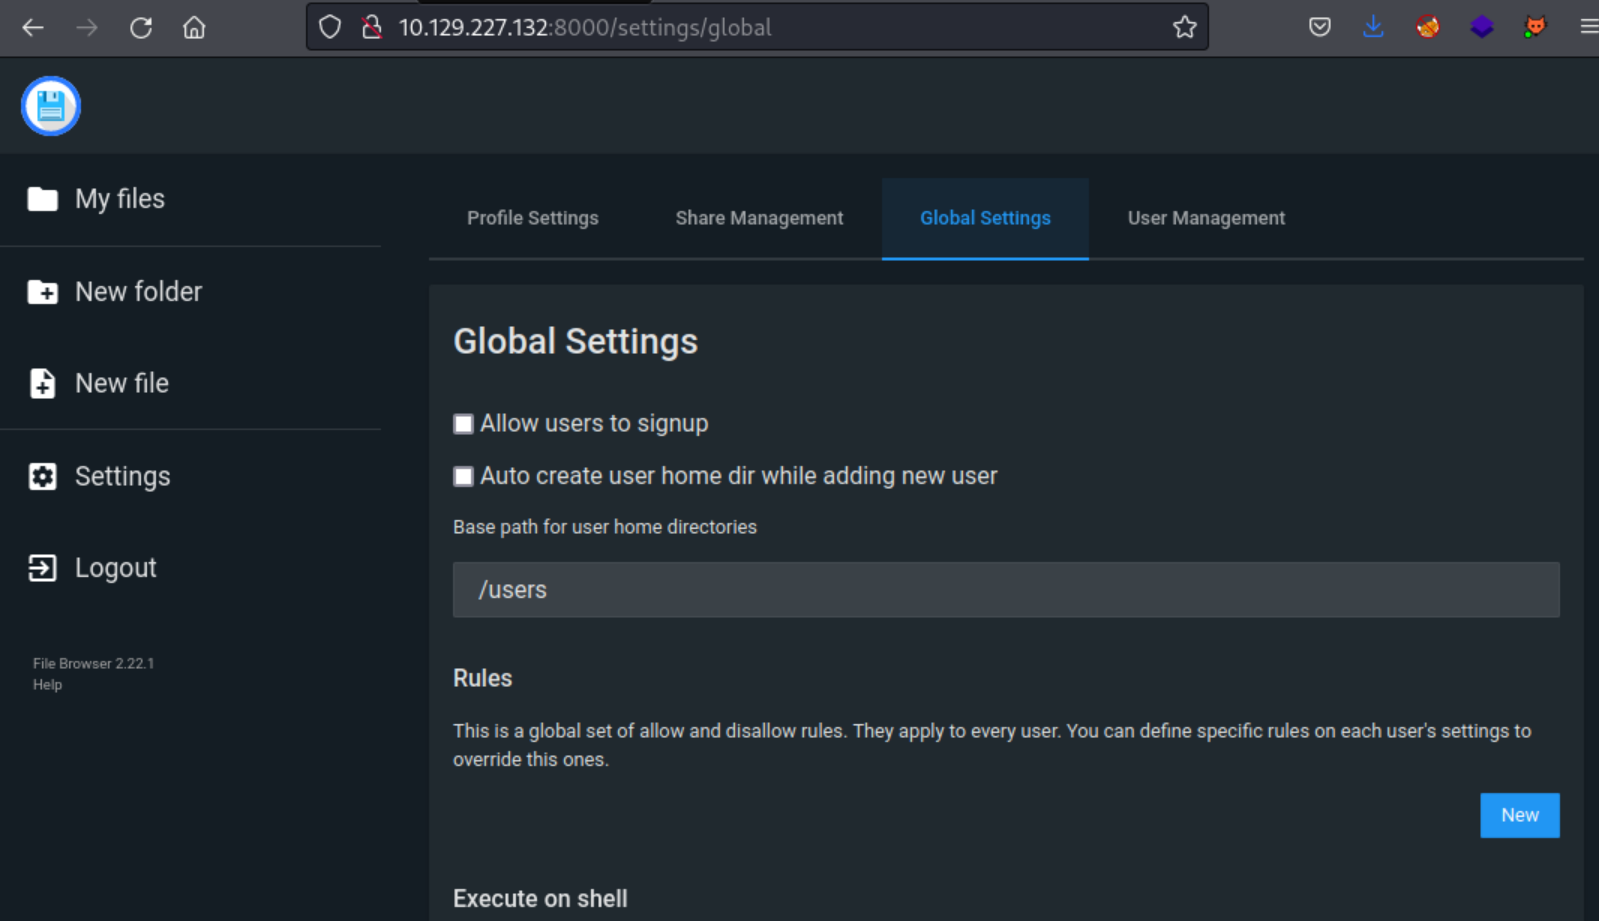 10.129.227.132:8000/settings/global
My files
New folder
New file
Settings
Logout
File Browser 2.22.1
Help
Profile Settings
Share Management
Global Settings
User Management
Global Settings
Allow users to signup
Auto create user home dir while adding new user
Base path for user home directories
/users
Rules
This is a global set of allow and disallow rules. They apply to every user. You can define specific rules on each user's settings to
override this ones.
New
Execute on shell